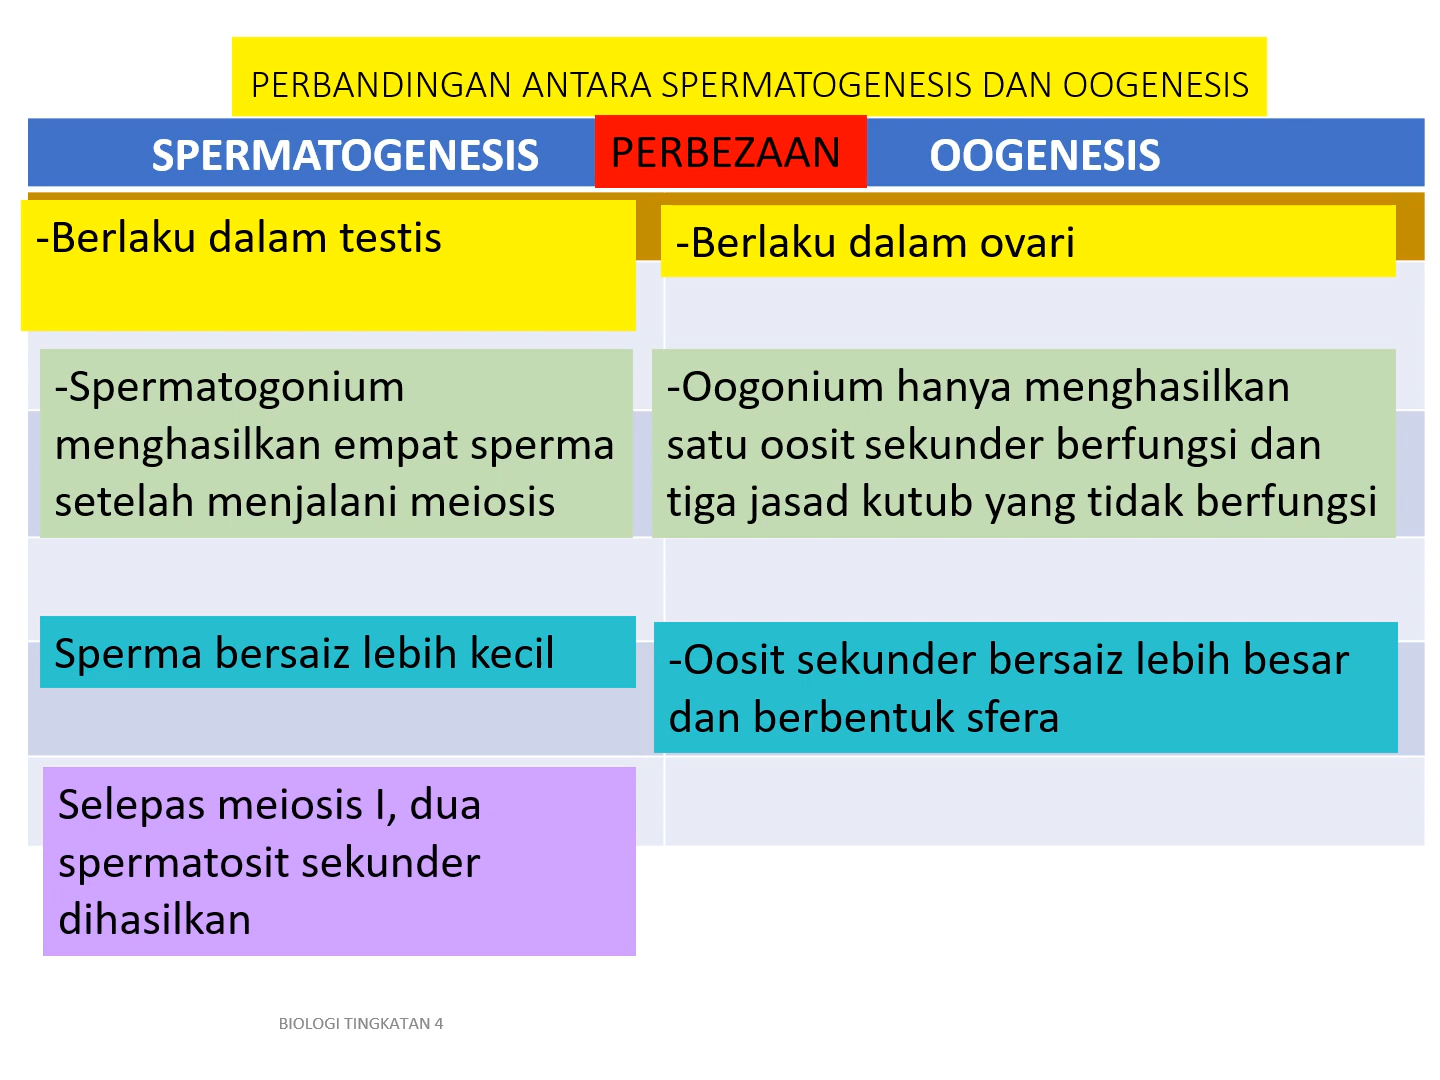 PERBANDINGAN ANTARA SPERMATOGENESIS DAN OOGENESIS
SPERMATOGENESIS
PERBEZAAN
OOGENESIS
-Berlaku dalam testis
-Berlaku dalam ovari
-Spermatogonium
menghasilkan empat sperma
setelah menjalani meiosis
-Oogonium hanya menghasilkan
satu oosit sekunder berfungsi dan
tiga jasad kutub yang tidak berfungsi
Sperma bersaiz lebih kecil
-Oosit sekunder bersaiz lebih besar
dan berbentuk sfera
Selepas meiosis I, dua
spermatosit sekunder
dihasilkan
BIOLOGI TINGKATAN 4